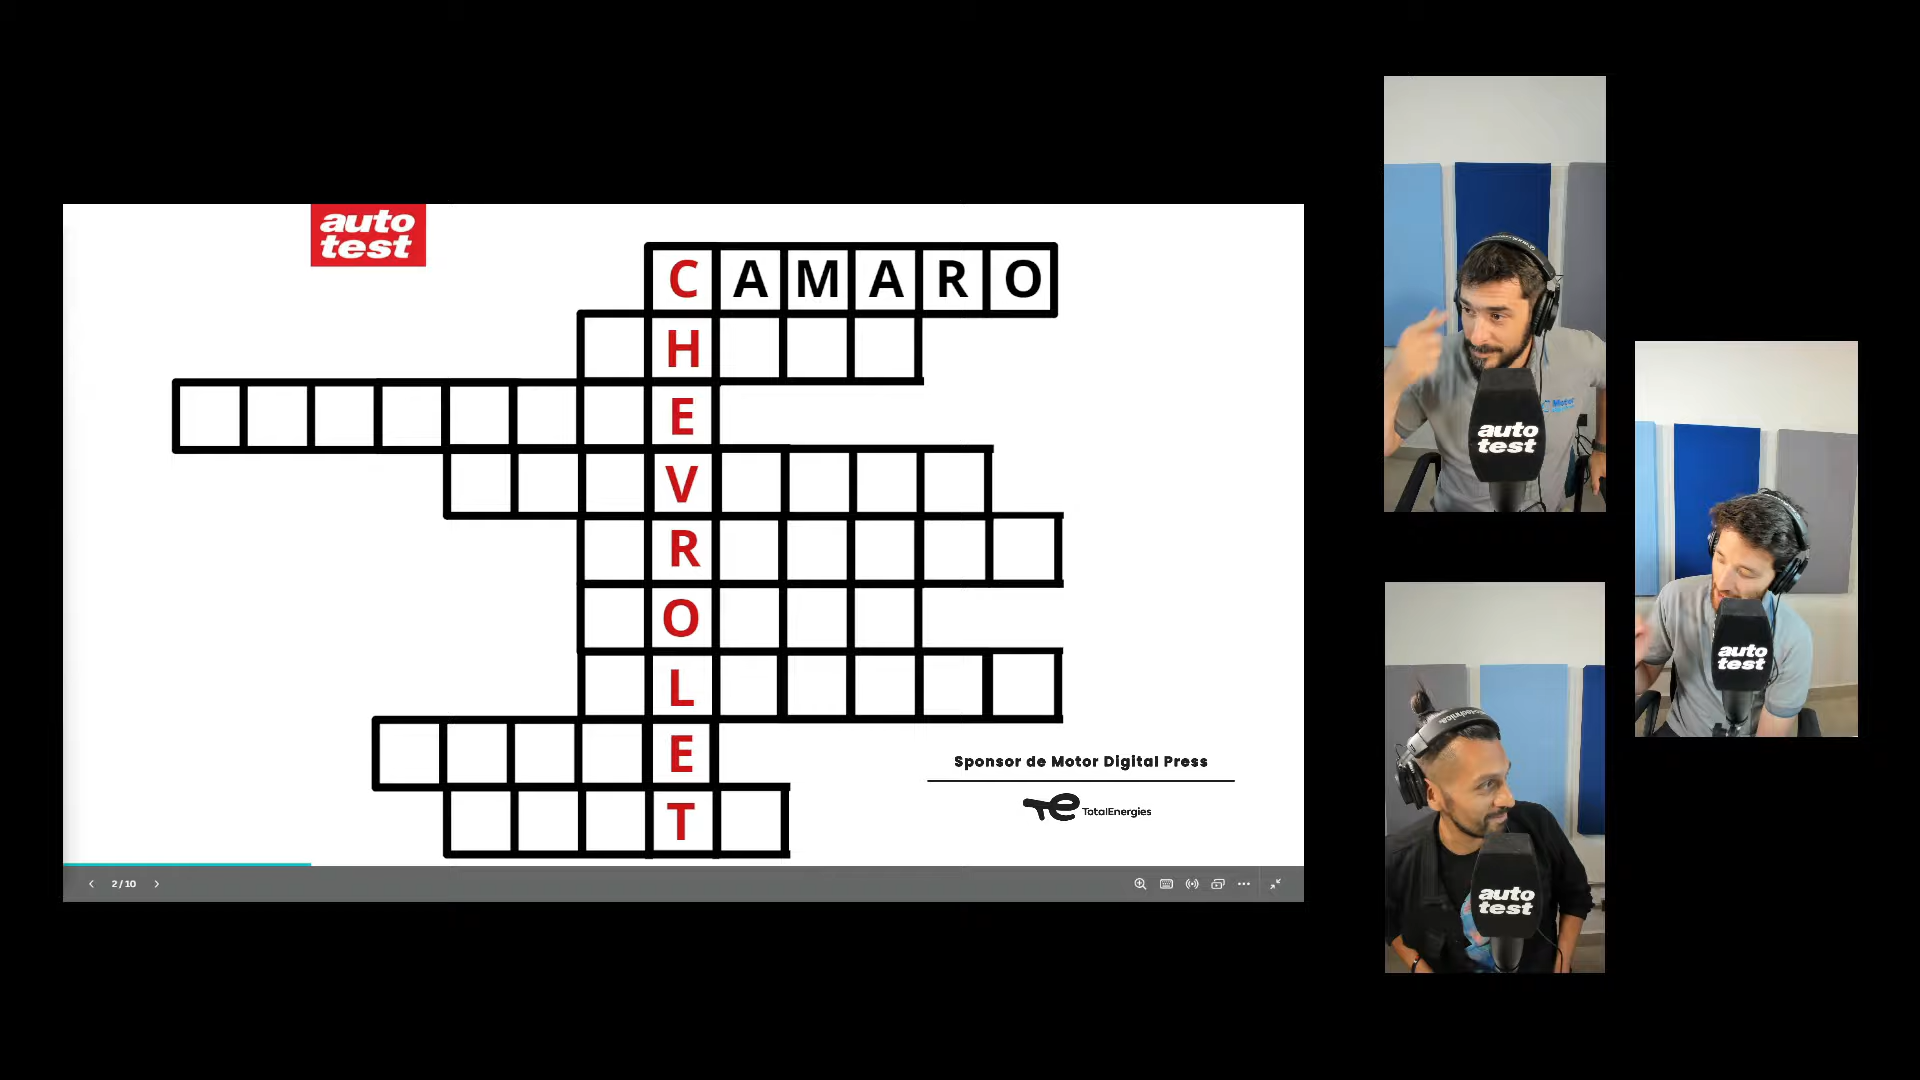 auto
test
CAMARO
H
E
V
R
O
L
E
T
Sponsor de Motor Digital Press
TotalEnergies
2 / 10
auto
test
auto
test
auto
test